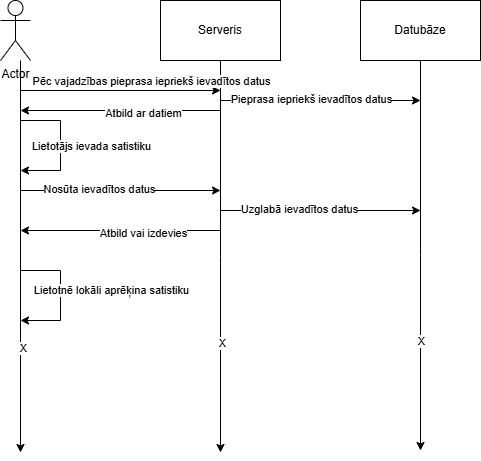 Serveris
Datubāze
Actor
Pēc vajadzības pieprasa iepriekš ievadītos datus
Pieprasa iepriekš ievadītos datus
Atbild ar datiem
Lietotājs ievada satistiku
Nosūta ievadītos datus
Uzglabā ievadītos datus
Atbild vai izdevies
Lietotnē lokāli aprēķina satistiku
X
X
X